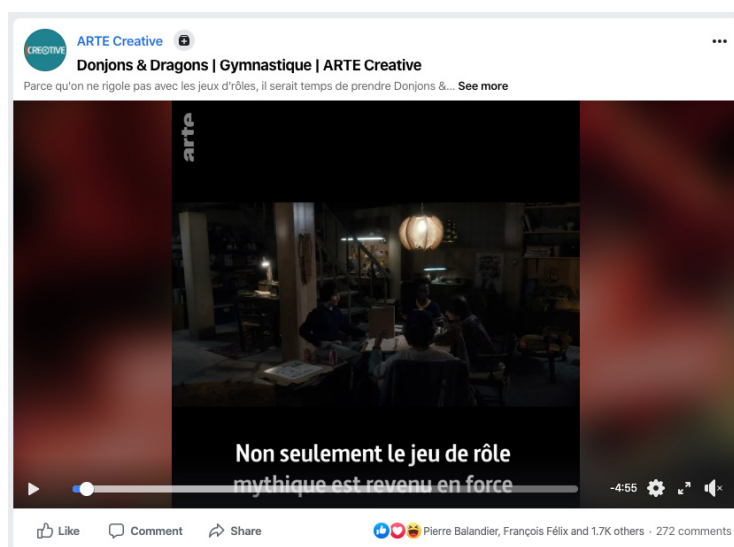 CREOTIVE
ARTE Creative
Donjons & Dragons | Gymnastique | ARTE Creative
Parce qu'on ne rigole pas avec les jeux d'rôles, il serait temps de prendre Donjons &... See more
arte
Non seulement le jeu de rôle
mythique est revenu en force
-4:55
Like Comment Share Pierre Balandier, François Félix and 1.7K others · 272 comments